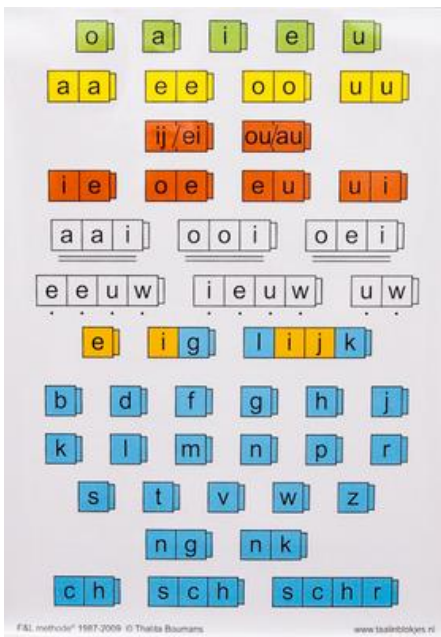 o a i e u
aa ee oo uu
ij/ei ou/au
ie oe eu ui
aai ooi oei
eeuw ieuw uw
e ig lijk
b d f g h j
k l m n p r
s t v w z
ng nk
ch sch schr
F&L methode® 1987-2009 © Thalita Boumans www.taalinblokjes.nl